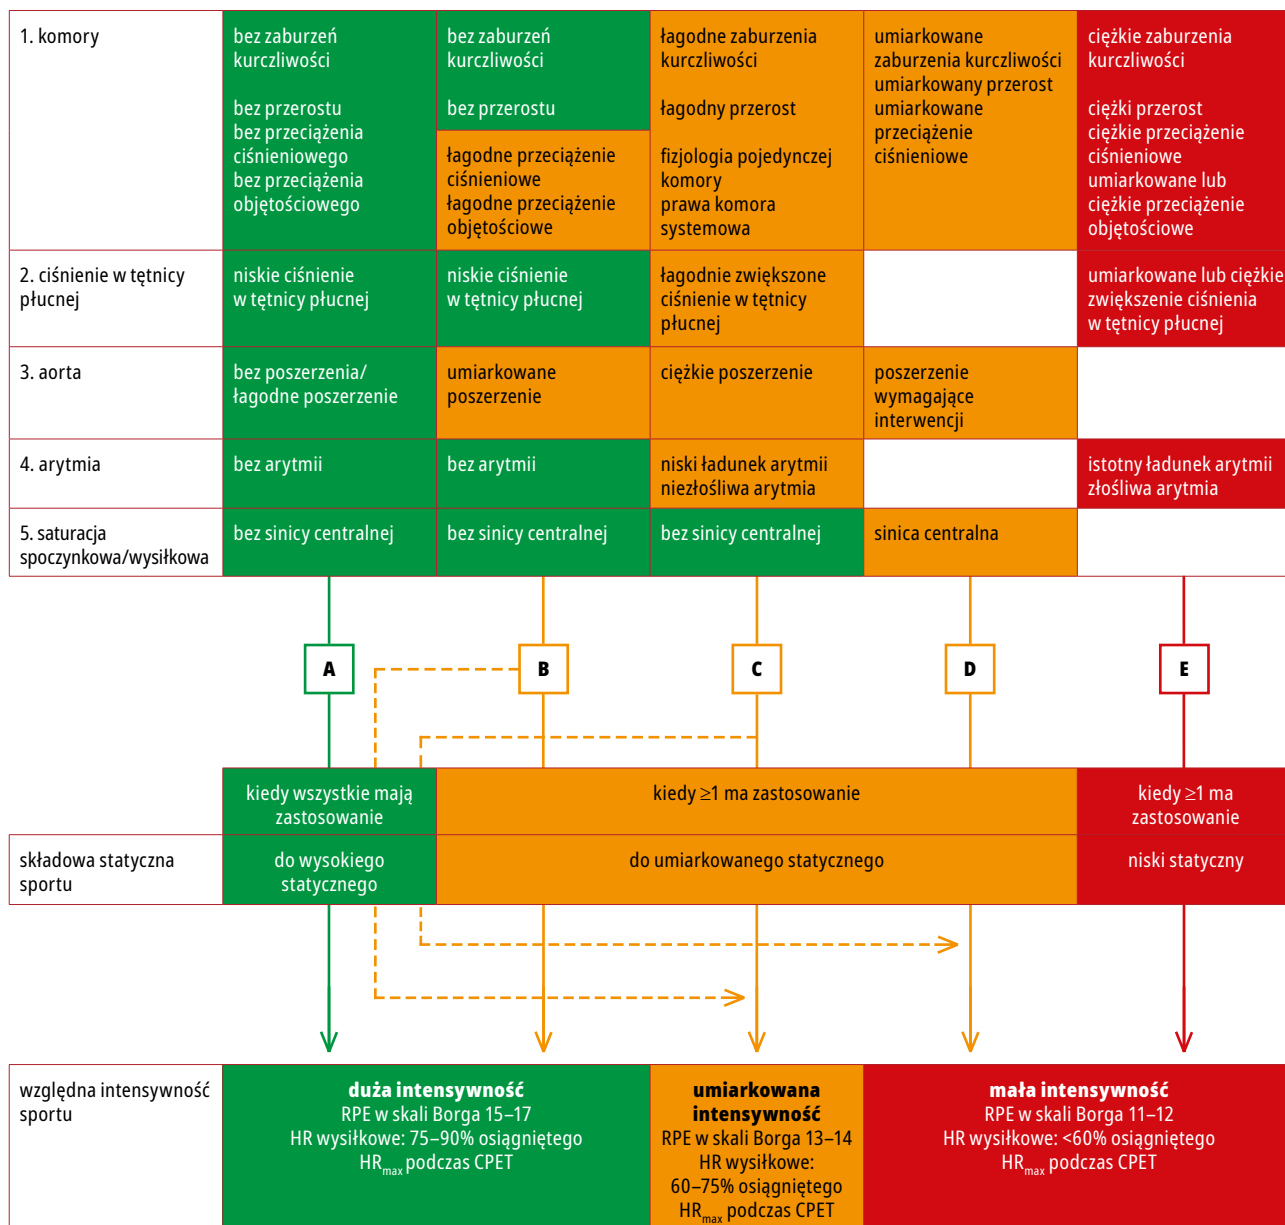 1. komory
bez zaburzeń
kurczliwości
bez przerostu
bez przeciążenia
ciśnieniowego
bez przeciążenia
objętościowego
bez zaburzeń
kurczliwości
bez przerostu
łagodne przeciążenie
ciśnieniowe
łagodne przeciążenie
objętościowe
łagodne zaburzenia
kurczliwości
łagodny przerost
fizjologia pojedynczej
komory
prawa komora
systemowa
umiarkowane
zaburzenia kurczliwości
umiarkowany przerost
umiarkowane
przeciążenie
ciśnieniowe
ciężkie zaburzenia
kurczliwości
ciężki przerost
ciężkie przeciążenie
ciśnieniowe
umiarkowane lub
ciężkie przeciążenie
objętościowe
2. ciśnienie w tętnicy
płucnej
niskie ciśnienie
w tętnicy płucnej
niskie ciśnienie
w tętnicy płucnej
łagodnie zwiększone
ciśnienie w tętnicy
płucnej
umiarkowane lub ciężkie
zwiększenie ciśnienia
w tętnicy płucnej
3. aorta
bez poszerzenia/
łagodne poszerzenie
umiarkowane
poszerzenie
ciężkie poszerzenie
poszerzenie
wymagające
interwencji
4. arytmia
bez arytmii
bez arytmii
niski ładunek arytmii
niezłośliwa arytmia
istotny ładunek arytmii
złośliwa arytmia
5. saturacja
spoczynkowa/wysiłkowa
bez sinicy centralnej
bez sinicy centralnej
bez sinicy centralnej
sinica centralna
A
B
C
D
E
kiedy wszystkie mają
zastosowanie
kiedy ≥1 ma zastosowanie
kiedy ≥1 ma
zastosowanie
składowa statyczna
sportu
do wysokiego
statycznego
do umiarkowanego statycznego
niski statyczny
względna intensywność
sportu
duża intensywność
RPE w skali Borga 15–17
HR wysiłkowe: 75–90% osiągniętego
HRmax podczas CPET
umiarkowana
intensywność
RPE w skali Borga 13–14
HR wysiłkowe:
60–75% osiągniętego
HRmax podczas CPET
mała intensywność
RPE w skali Borga 11–12
HR wysiłkowe: <60% osiągniętego
HRmax podczas CPET